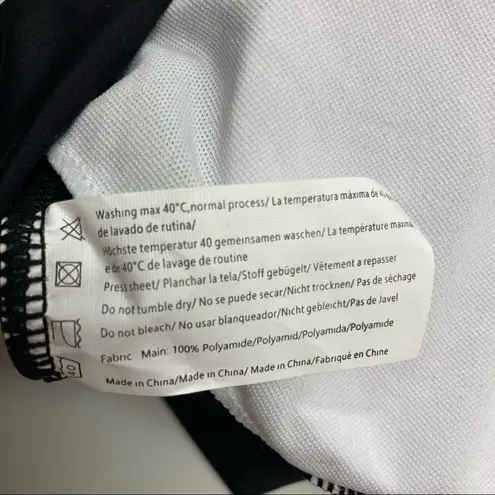 Washing max 40°C,normal process/ La temperatura máxima de
de lavado de rutina/
Höchste temperatur 40 gemeinsamen waschen/ La température maxima
e de 40°C de lavage de routine
Press sheet/ Planchar la tela/Stoff gebügelt/ Vêtement a repasser
Do not tumble dry/ No se puede secar/Nicht trocknen/ Pas de séchage
Do not bleach/ No usar blanqueador/Nicht gebleicht/Pas de Javel
Fabric Main: 100% Polyamide/Polyamid/Polyamida/Polyamide
Made in China/Made in China/Made in China/Fabriqué en Chine
40